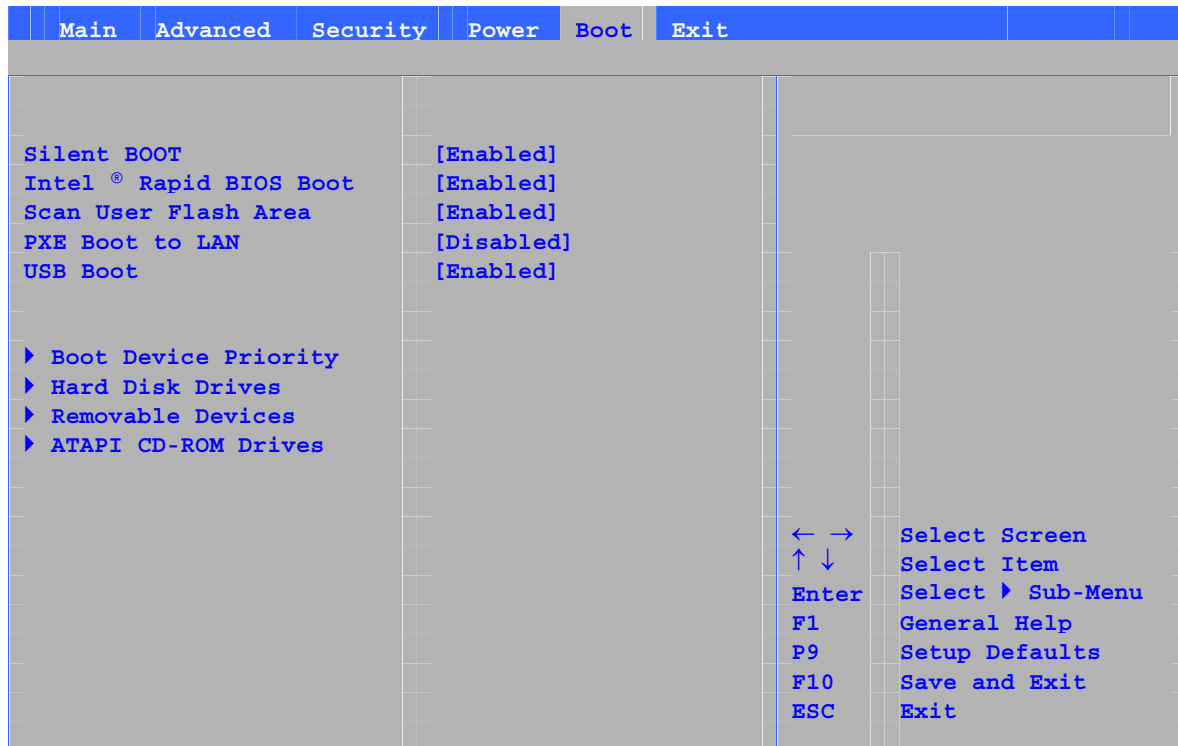 Main Advanced Security Power Boot Exit
Silent BOOT [Enabled]
Intel ® Rapid BIOS Boot [Enabled]
Scan User Flash Area [Enabled]
PXE Boot to LAN [Disabled]
USB Boot [Enabled]
▶ Boot Device Priority
▶ Hard Disk Drives
▶ Removable Devices
▶ ATAPI CD-ROM Drives
← → Select Screen
↑ ↓ Select Item
Enter Select ▶ Sub-Menu
F1 General Help
P9 Setup Defaults
F10 Save and Exit
ESC Exit